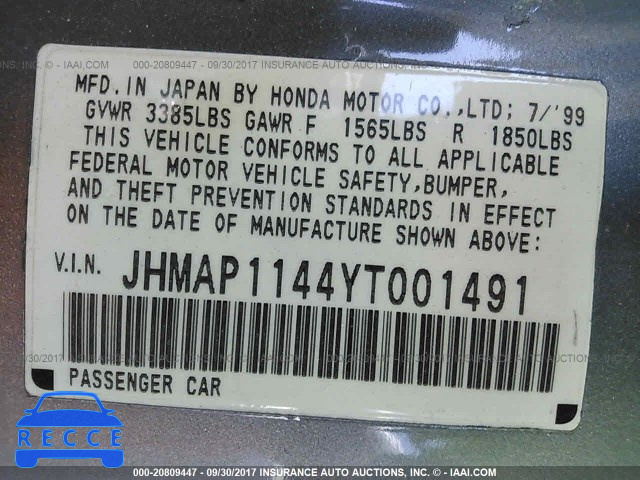 000-20809447 - 09/30/2017 INSURANCE AUTO AUCTIONS, INC. © - IAAI.COM
MFD. IN JAPAN BY HONDA MOTOR CO.,LTD; 7/'99
GVWR 3385LBS GAWR F 1565LBS R 1850LBS
THIS VEHICLE CONFORMS TO ALL APPLICABLE
FEDERAL MOTOR VEHICLE SAFETY,BUMPER,
AND THEFT PREVENTION STANDARDS IN EFFECT
ON THE DATE OF MANUFACTURE SHOWN ABOVE:
V.I.N. JHMAP1144YT001491
PASSENGER CAR
RECCE
000-20809447 - 09/30/2017 INSURANCE AUTO AUCTIONS, INC. © - IAAI.COM